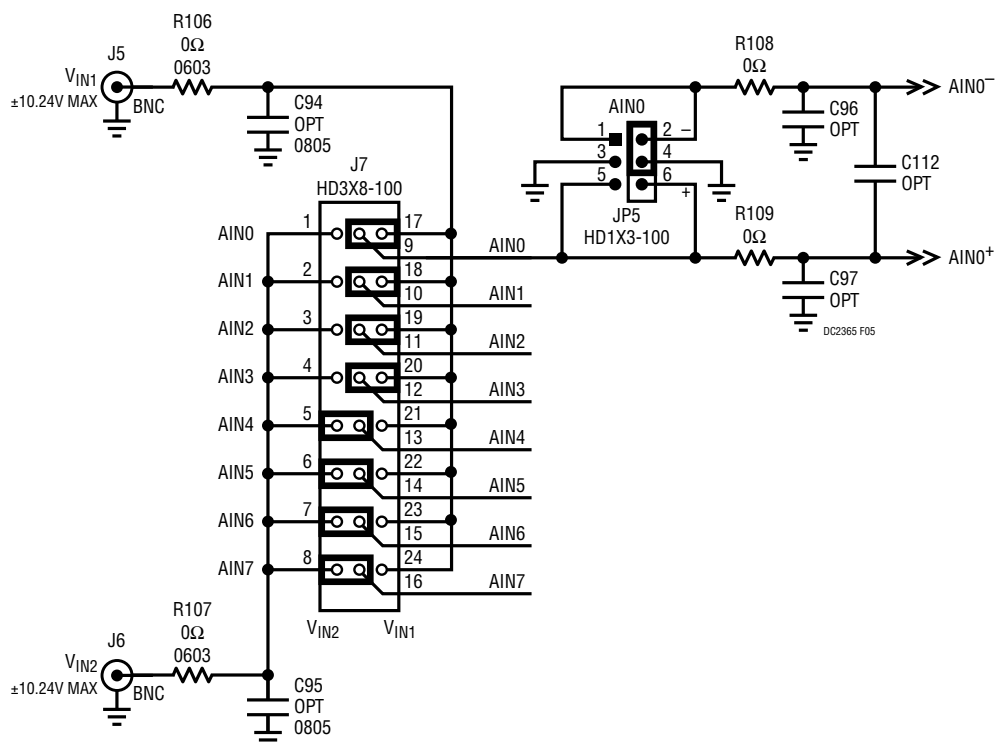 R106
0Ω
0603
J5
VIN1
±10.24V MAX
BNC
C94
OPT
0805
J7
HD3X8-100
AIN0
1
17
9
AIN0
AIN1
2
18
10
AIN1
AIN2
3
19
11
AIN2
AIN3
4
20
12
AIN3
AIN4
5
21
13
AIN4
AIN5
6
22
14
AIN5
AIN6
7
23
15
AIN6
AIN7
8
24
16
AIN7
VIN2
VIN1
R107
0Ω
0603
J6
VIN2
±10.24V MAX
BNC
C95
OPT
0805
AIN0
1
2 –
3
4
5
6
+
JP5
HD1X3-100
R108
0Ω
AIN0–
C96
OPT
C112
OPT
R109
0Ω
AIN0+
C97
OPT
DC2365 F05